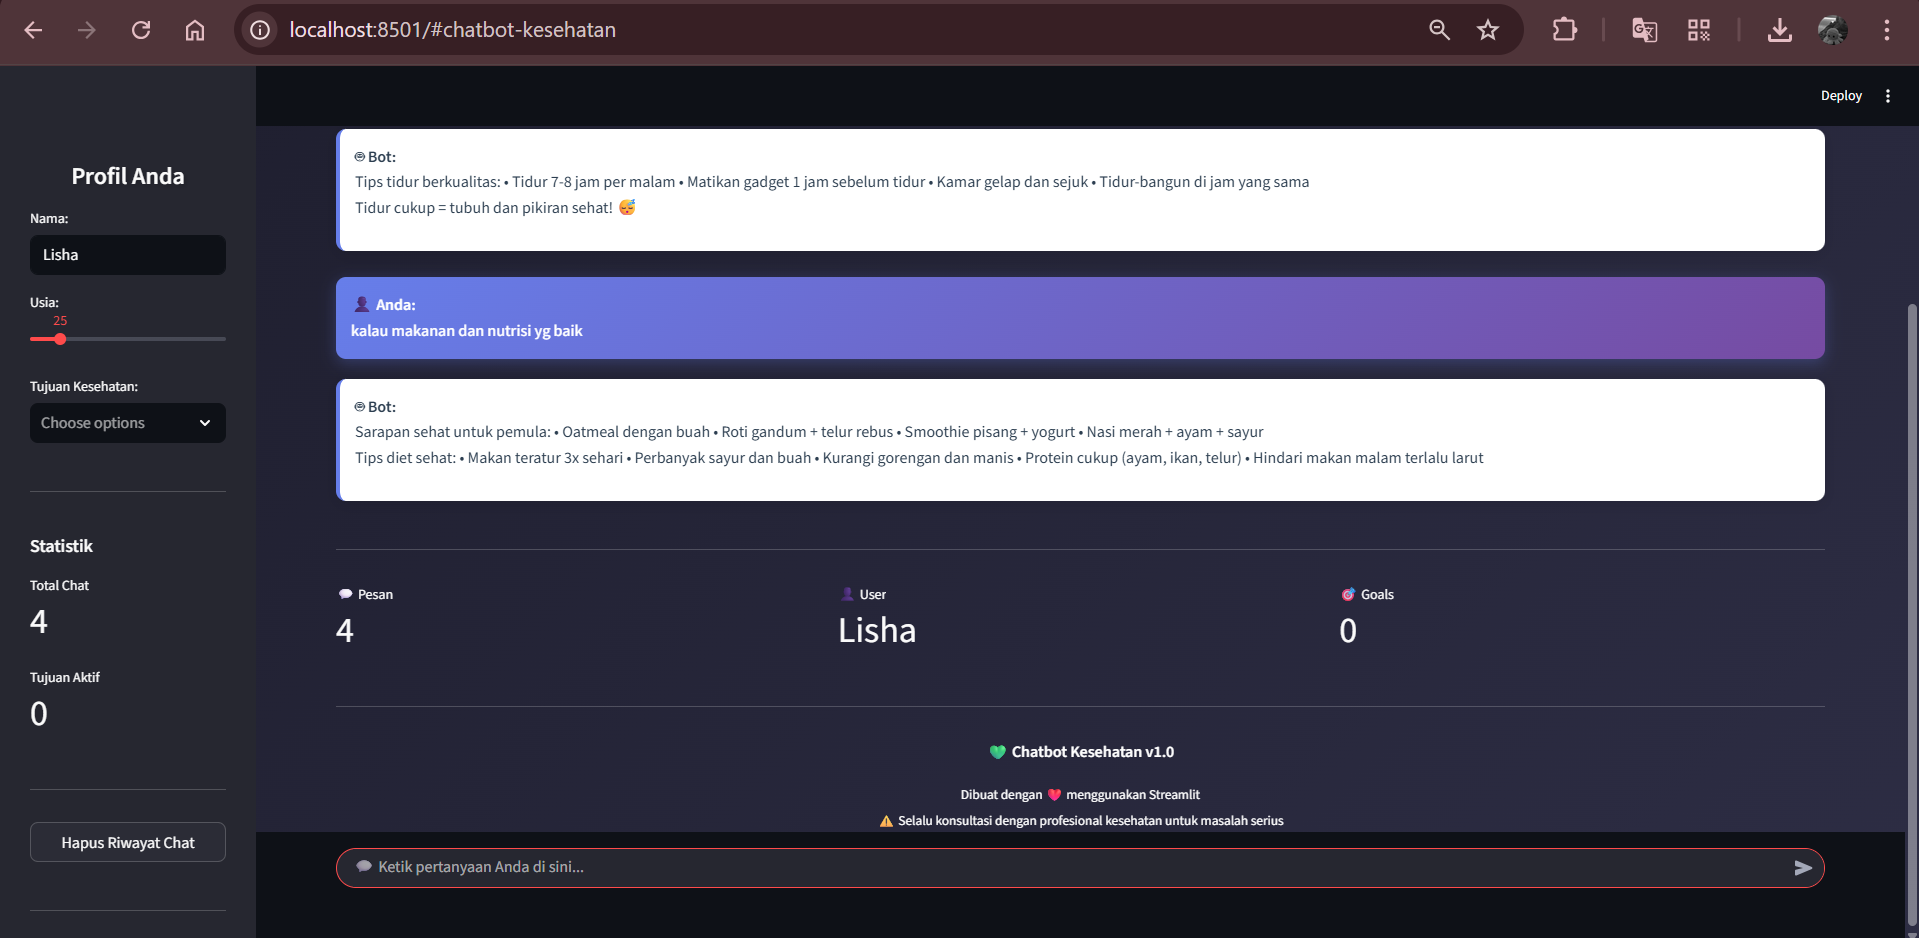 localhost:8501/#chatbot-kesehatan
Deploy
Profil Anda
Nama:
Lisha
Usia:
25
Tujuan Kesehatan:
Choose options
Statistik
Total Chat
4
Tujuan Aktif
0
Hapus Riwayat Chat
Bot:
Tips tidur berkualitas: • Tidur 7-8 jam per malam • Matikan gadget 1 jam sebelum tidur • Kamar gelap dan sejuk • Tidur-bangun di jam yang sama
Tidur cukup = tubuh dan pikiran sehat! 😴
👤 Anda:
kalau makanan dan nutrisi yg baik
Bot:
Sarapan sehat untuk pemula: • Oatmeal dengan buah • Roti gandum + telur rebus • Smoothie pisang + yogurt • Nasi merah + ayam + sayur
Tips diet sehat: • Makan teratur 3x sehari • Perbanyak sayur dan buah • Kurangi gorengan dan manis • Protein cukup (ayam, ikan, telur) • Hindari makan malam terlalu larut
💬 Pesan
4
👤 User
Lisha
🎯 Goals
0
💚 Chatbot Kesehatan v1.0
Dibuat dengan ❤️ menggunakan Streamlit
⚠️ Selalu konsultasi dengan profesional kesehatan untuk masalah serius
💬 Ketik pertanyaan Anda di sini...